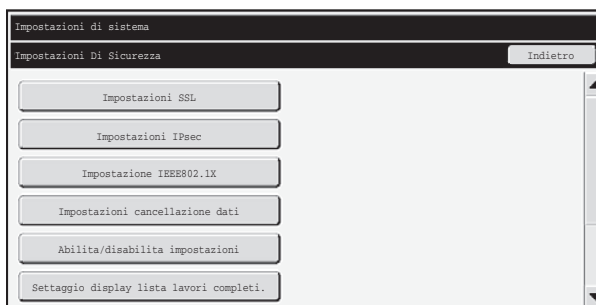 Impostazioni di sistema
Impostazioni Di Sicurezza
Indietro
Impostazioni SSL
Impostazioni IPsec
Impostazione IEEE802.1X
Impostazioni cancellazione dati
Abilita/disabilita impostazioni
Settaggio display lista lavori completi.